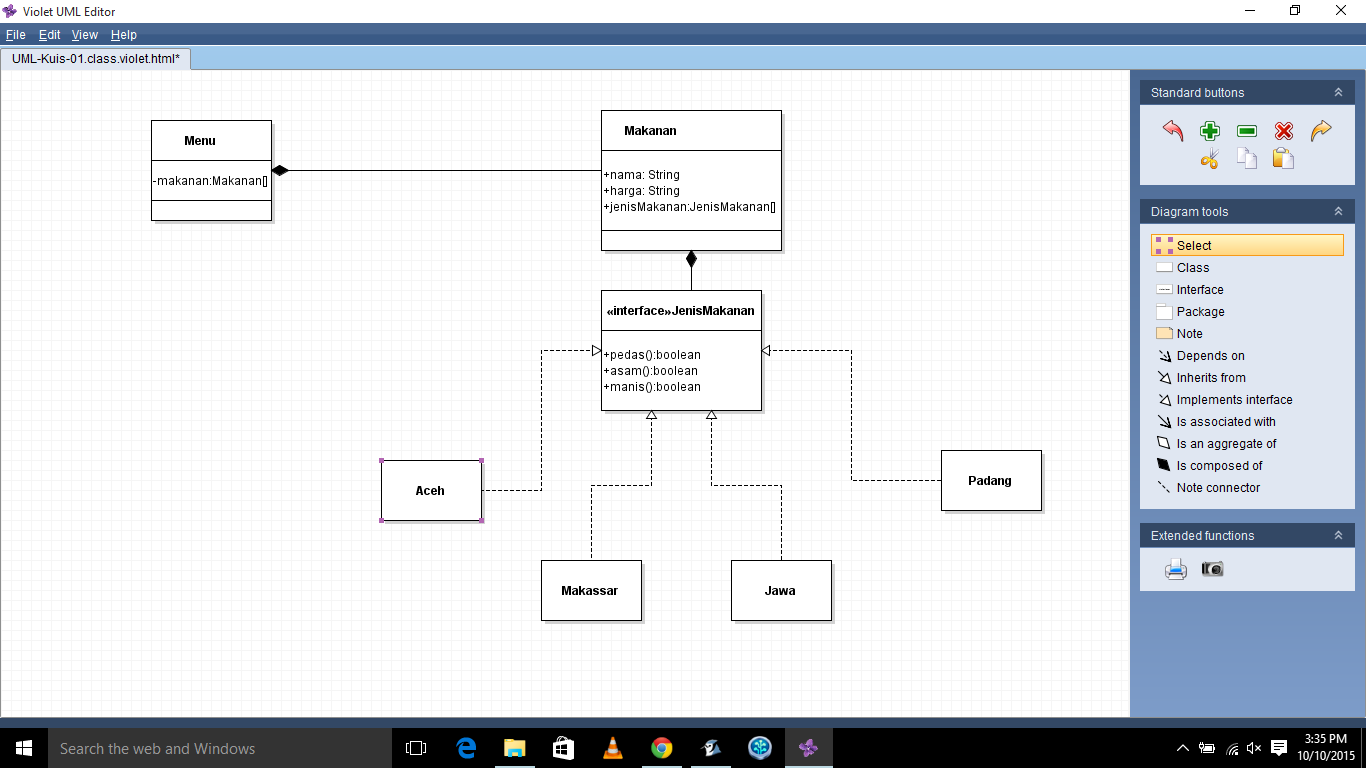 Violet UML Editor
File Edit View Help
UML-Kuis-01.class.violet.html*
Menu
-makanan:Makanan[]
Makanan
+nama: String
+harga: String
+jenisMakanan:JenisMakanan[]
«interface»JenisMakanan
+pedas():boolean
+asam():boolean
+manis():boolean
Aceh
Padang
Makassar
Jawa
Standard buttons
Diagram tools
Select
Class
Interface
Package
Note
Depends on
Inherits from
Implements interface
Is associated with
Is an aggregate of
Is composed of
Note connector
Extended functions
Search the web and Windows
3:35 PM
10/10/2015